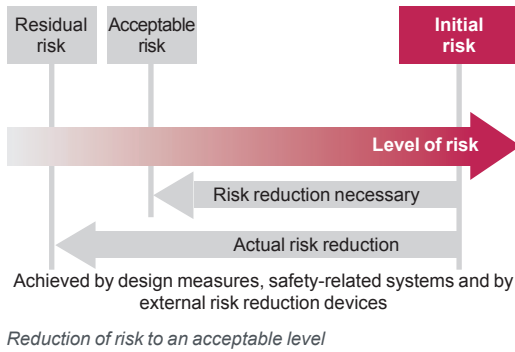 Residual
risk
Acceptable
risk
Initial
risk
Level of risk
Risk reduction necessary
Actual risk reduction
Achieved by design measures, safety-related systems and by
external risk reduction devices
Reduction of risk to an acceptable level